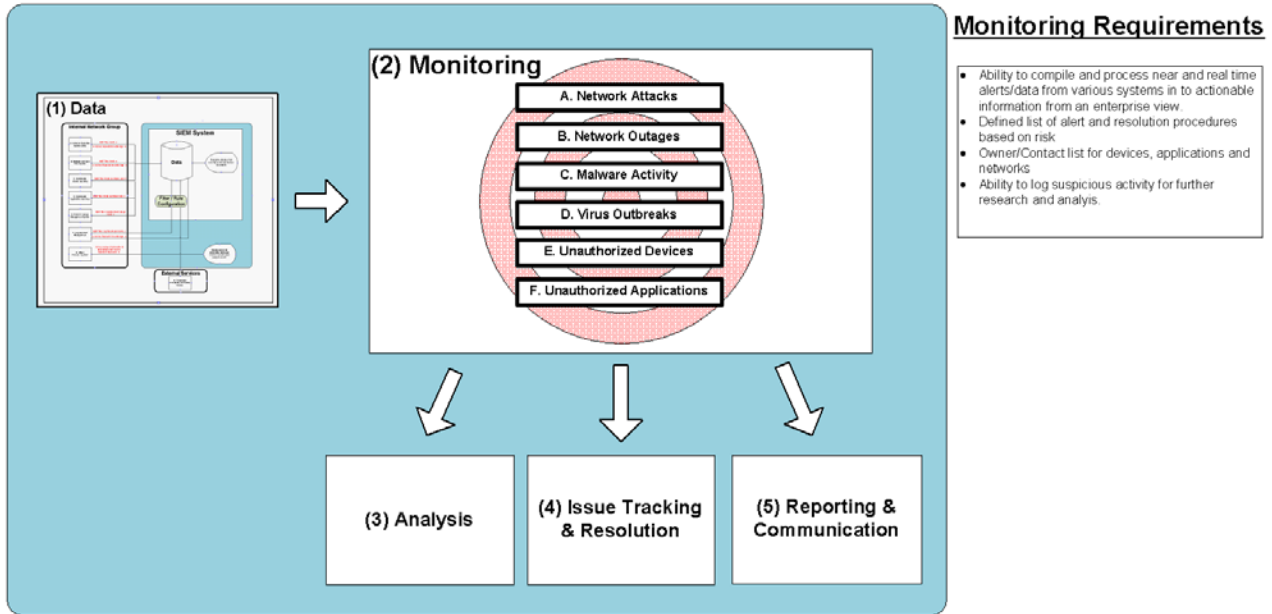 Monitoring Requirements
(2) Monitoring
(1) Data
Internal Network Group
SIEM System
Data
Filter / Rule
Configuration
External Services
A. Network Attacks
B. Network Outages
C. Malware Activity
D. Virus Outbreaks
E. Unauthorized Devices
F. Unauthorized Applications
(3) Analysis
(4) Issue Tracking
& Resolution
(5) Reporting &
Communication
• Ability to compile and process near and real time
alerts/data from various systems in to actionable
information from an enterprise view.
• Defined list of alert and resolution procedures
based on risk
• Owner/Contact list for devices, applications and
networks
• Ability to log suspicious activity for further
research and analyis.